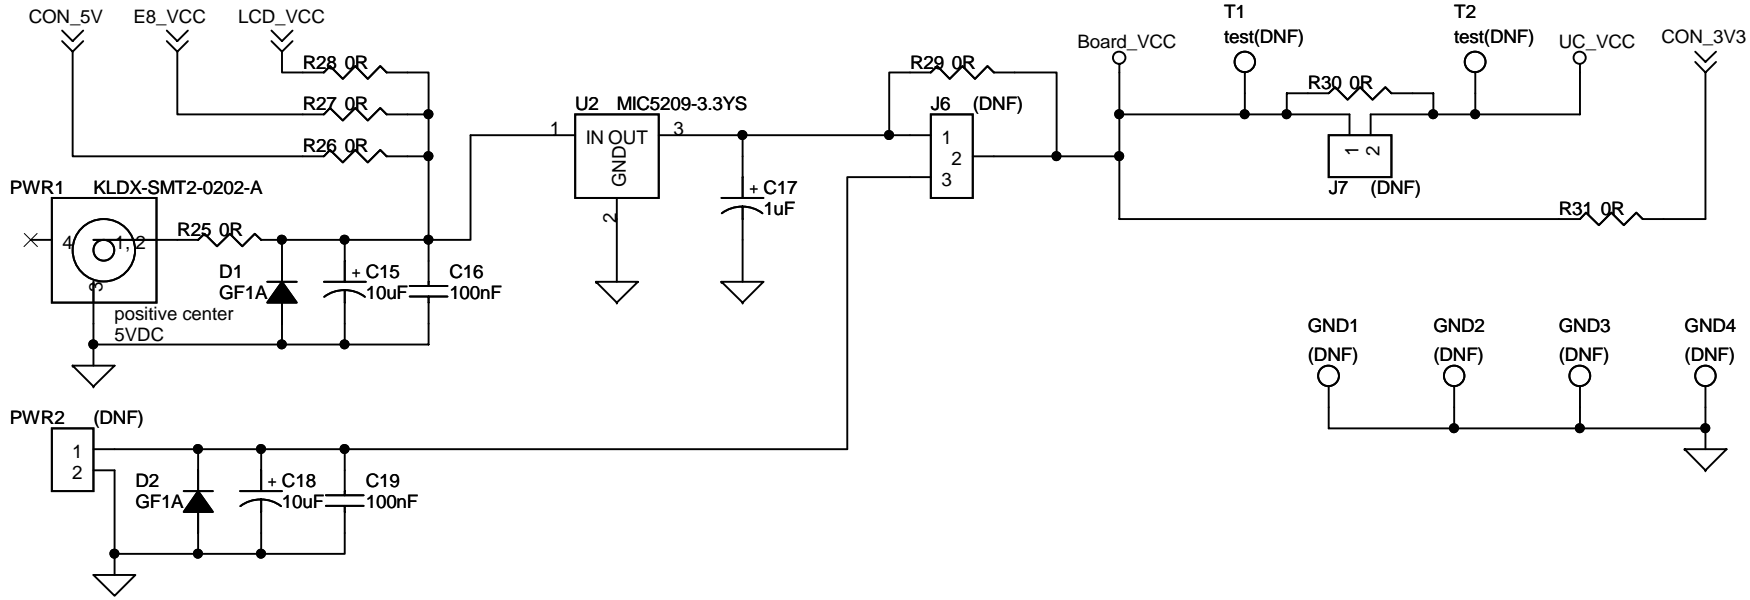 CON_5V E8_VCC LCD_VCC
R28 0R
R27 0R
R26 0R
PWR1 KLDX-SMT2-0202-A
4 1, 2
3
R25 0R
positive center
5VDC
D1
GF1A
+ C15
10uF
C16
100nF
U2 MIC5209-3.3YS
1 IN OUT 3
GND
2
+ C17
1uF
R29 0R
J6 (DNF)
1
2
3
Board_VCC
T1
test(DNF)
T2
test(DNF)
UC_VCC
CON_3V3
R30 0R
1 2
J7 (DNF)
R31 0R
GND1
(DNF)
GND2
(DNF)
GND3
(DNF)
GND4
(DNF)
PWR2 (DNF)
1
2
D2
GF1A
+ C18
10uF
C19
100nF